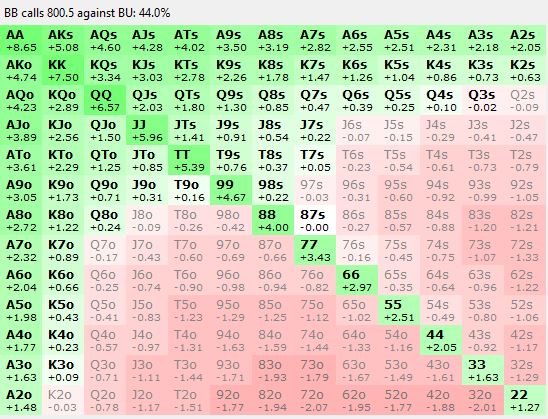 BB calls 800.5 against BU: 44.0%
AA AKs AQs AJs ATs A9s A8s A7s A6s A5s A4s A3s A2s
+8.65 +5.08 +4.60 +4.28 +4.02 +3.50 +3.19 +2.82 +2.55 +2.51 +2.31 +2.18 +2.05
AKo KK KQs KJs KTs K9s K8s K7s K6s K5s K4s K3s K2s
+4.74 +7.50 +3.34 +3.03 +2.78 +2.26 +1.78 +1.47 +1.26 +1.04 +0.86 +0.73 +0.63
AQo KQo QQ QJs QTs Q9s Q8s Q7s Q6s Q5s Q4s Q3s Q2s
+4.23 +2.89 +6.57 +2.03 +1.80 +1.30 +0.85 +0.47 +0.39 +0.25 +0.10 -0.02 -0.09
AJo KJo QJo JJ JTs J9s J8s J7s J6s J5s J4s J3s J2s
+3.89 +2.56 +1.50 +5.96 +1.41 +0.91 +0.54 +0.22 -0.07 -0.15 -0.29 -0.41 -0.47
ATo KTo QTo JTo TT T9s T8s T7s T6s T5s T4s T3s T2s
+3.61 +2.29 +1.25 +0.85 +5.39 +0.76 +0.37 +0.05 -0.23 -0.54 -0.61 -0.73 -0.79
A9o K9o Q9o J9o T9o 99 98s 97s 96s 95s 94s 93s 92s
+3.05 +1.73 +0.71 +0.31 +0.16 +4.67 +0.22 -0.03 -0.31 -0.60 -0.92 -0.99 -1.05
A8o K8o Q8o J8o T8o 98o 88 87s 86s 85s 84s 83s 82s
+2.72 +1.22 +0.24 -0.09 -0.26 -0.42 +4.00 -0.00 -0.27 -0.57 -0.88 -1.20 -1.21
A7o K7o Q7o J7o T7o 97o 87o 77 76s 75s 74s 73s 72s
+2.32 +0.89 -0.17 -0.43 -0.60 -0.69 -0.66 +3.43 -0.16 -0.45 -0.75 -1.07 -1.33
A6o K6o Q6o J6o T6o 96o 86o 76o 66 65s 64s 63s 62s
+2.04 +0.66 -0.25 -0.74 -0.90 -0.98 -0.94 -0.82 +2.97 -0.35 -0.64 -0.96 -1.22
A5o K5o Q5o J5o T5o 95o 85o 75o 65o 55 54s 53s 52s
+1.98 +0.43 -0.41 -0.83 -1.23 -1.29 -1.25 -1.12 -1.02 +2.51 -0.49 -0.80 -1.06
A4o K4o Q4o J4o T4o 94o 84o 74o 64o 54o 44 43s 42s
+1.77 +0.23 -0.57 -0.97 -1.31 -1.63 -1.59 -1.44 -1.33 -1.16 +2.05 -0.92 -1.17
A3o K3o Q3o J3o T3o 93o 83o 73o 63o 53o 43o 33 32s
+1.63 +0.09 -0.71 -1.11 -1.44 -1.71 -1.93 -1.79 -1.67 -1.49 -1.61 +1.63 -1.29
A2o K2o Q2o J2o T2o 92o 82o 72o 62o 52o 42o 32o 22
+1.48 -0.03 -0.78 -1.17 -1.51 -1.77 -1.94 -2.07 -1.95 -1.77 -1.88 -2.01 +1.27